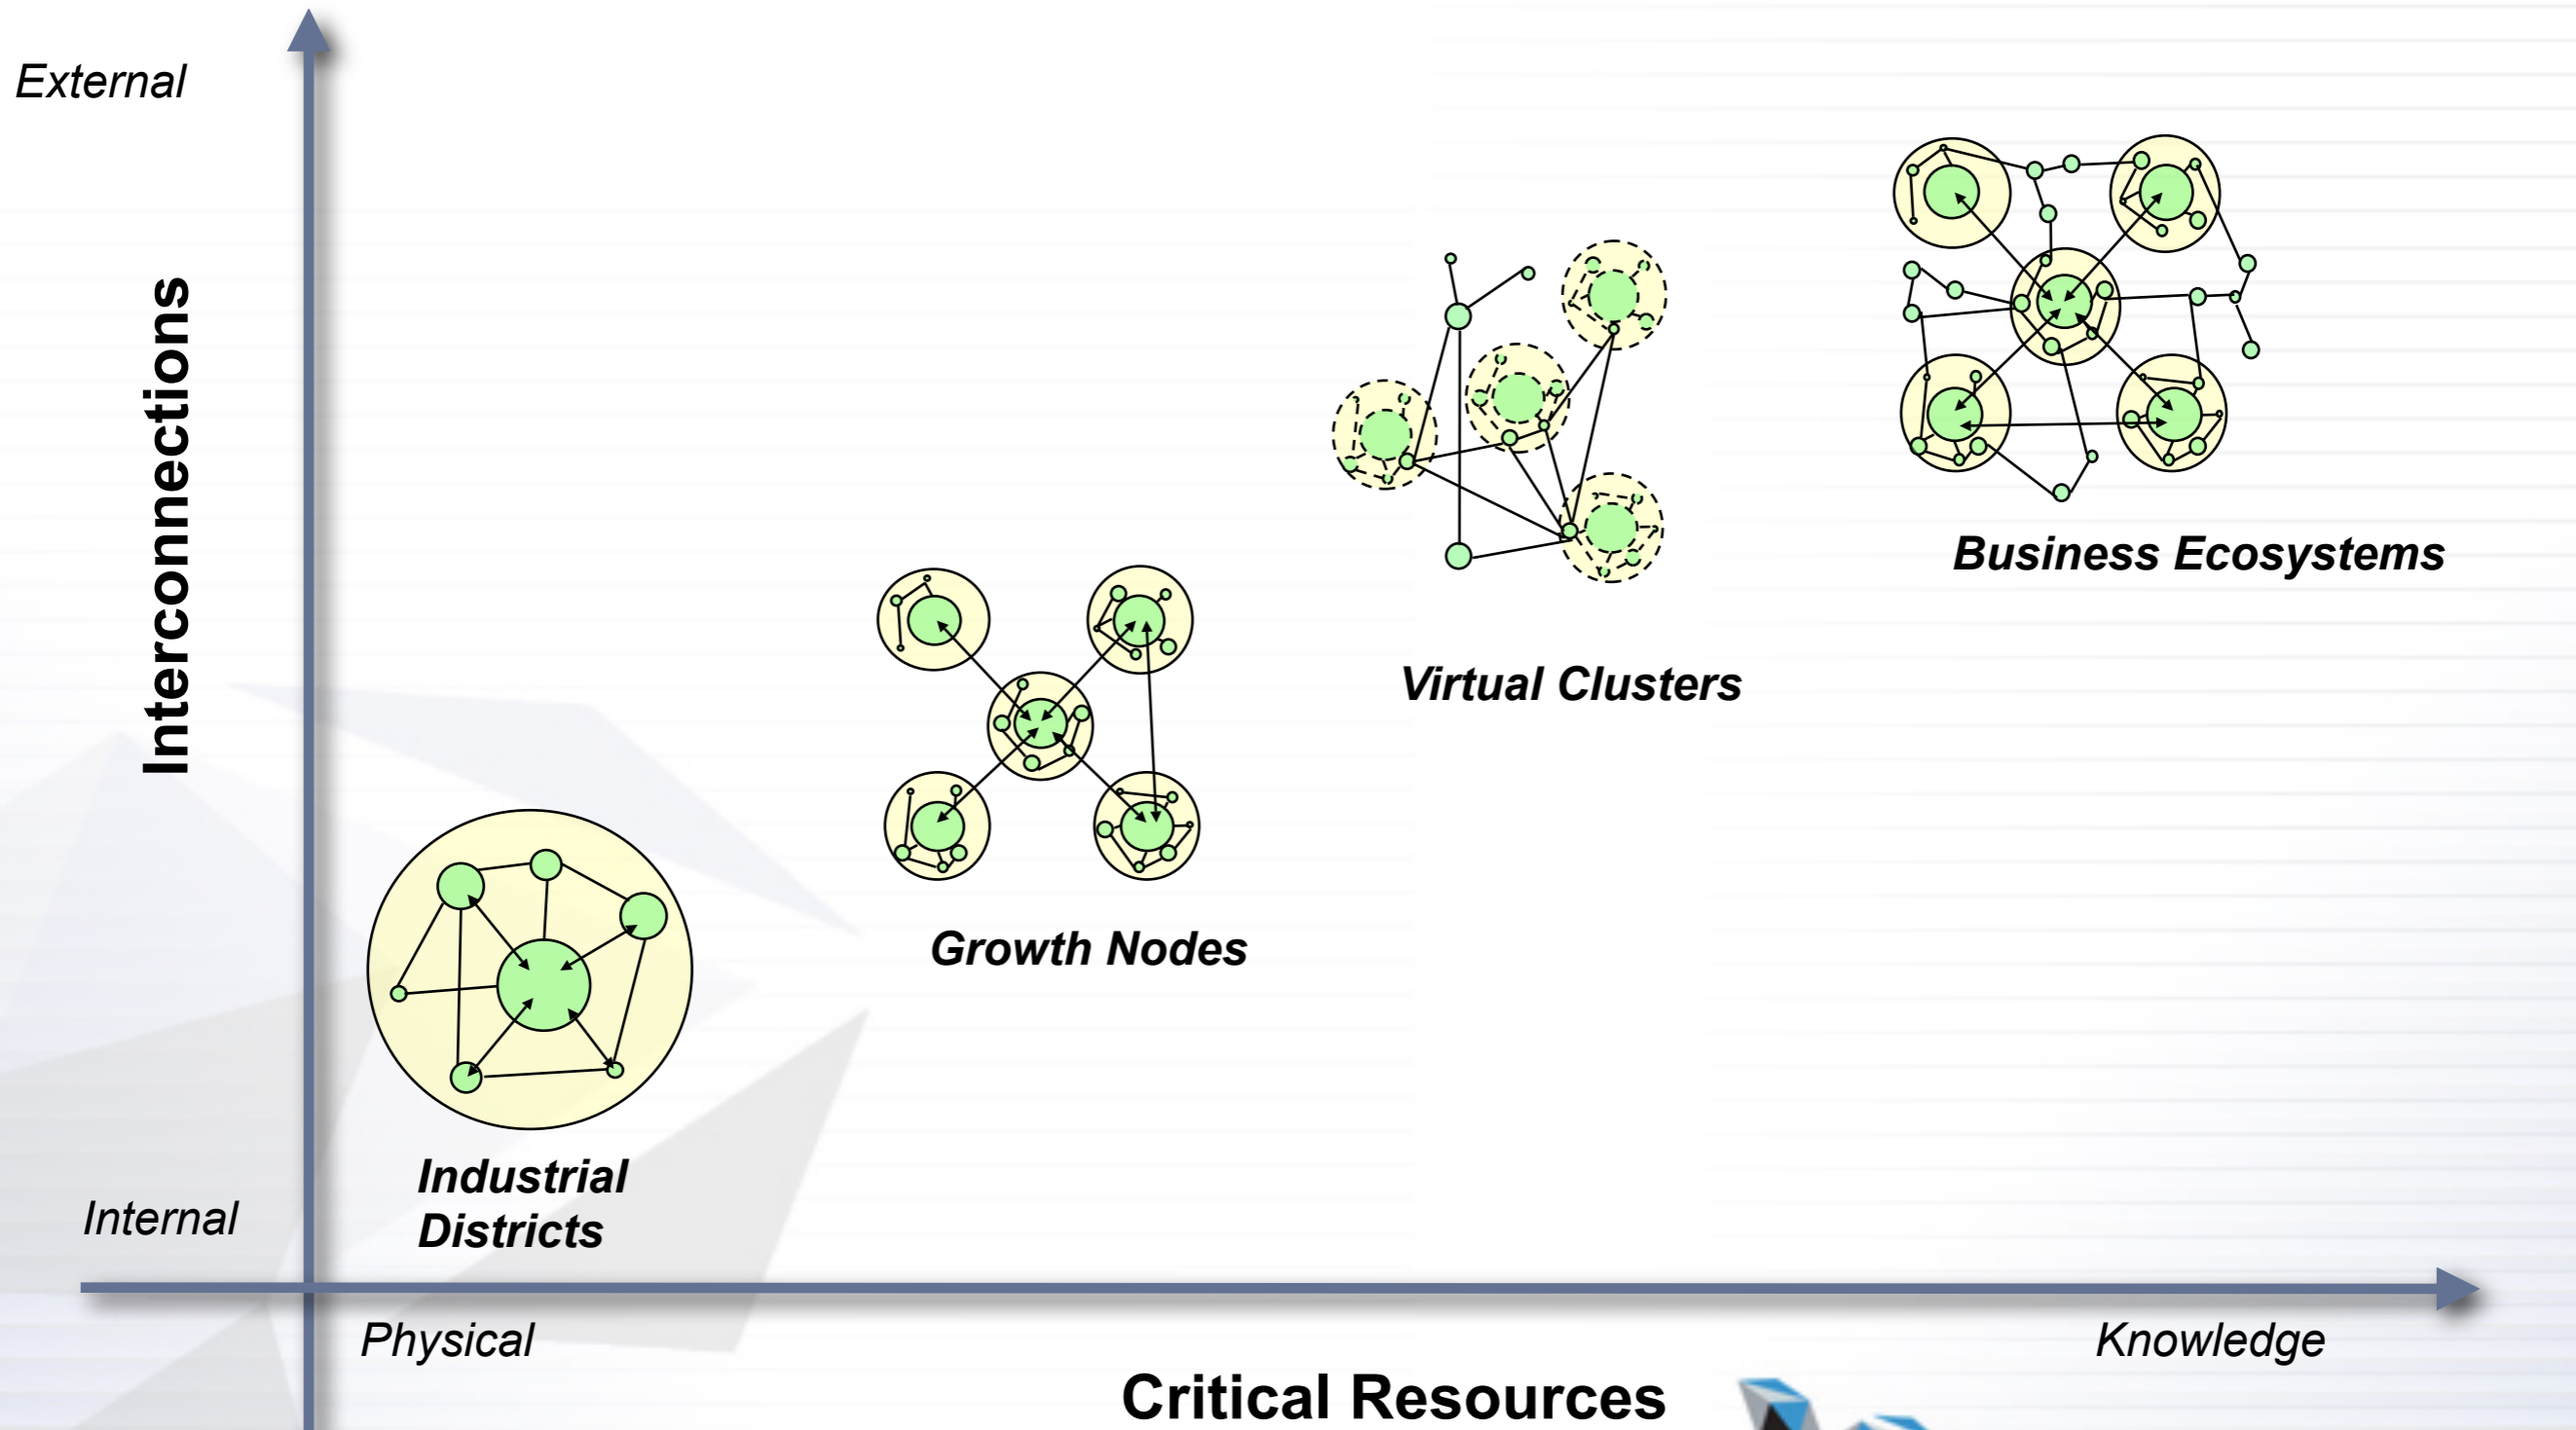 External
Interconnections
Business Ecosystems
Virtual Clusters
Growth Nodes
Industrial
Districts
Internal
Physical
Knowledge
Critical Resources